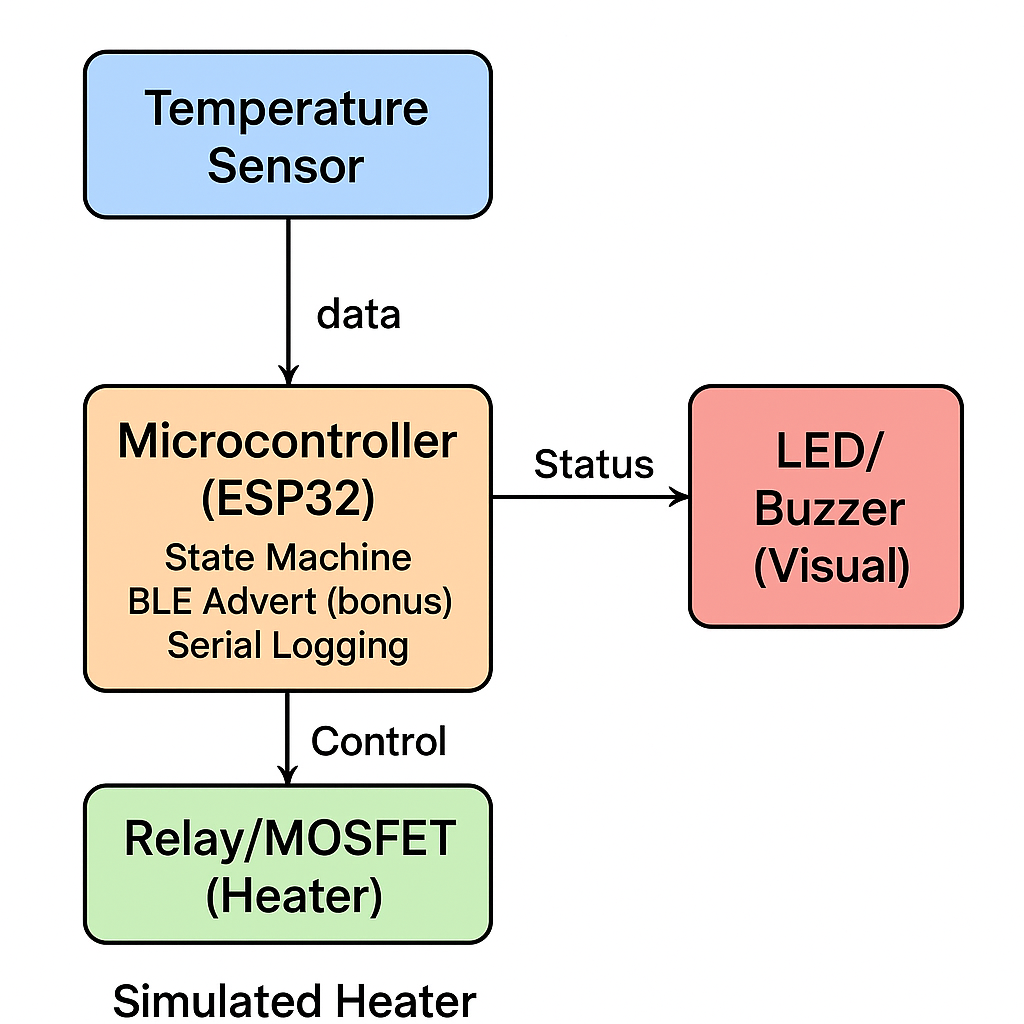 Temperature
Sensor
data
Microcontroller
(ESP32)
State Machine
BLE Advert (bonus)
Serial Logging
Status
LED/
Buzzer
(Visual)
Control
Relay/MOSFET
(Heater)
Simulated Heater